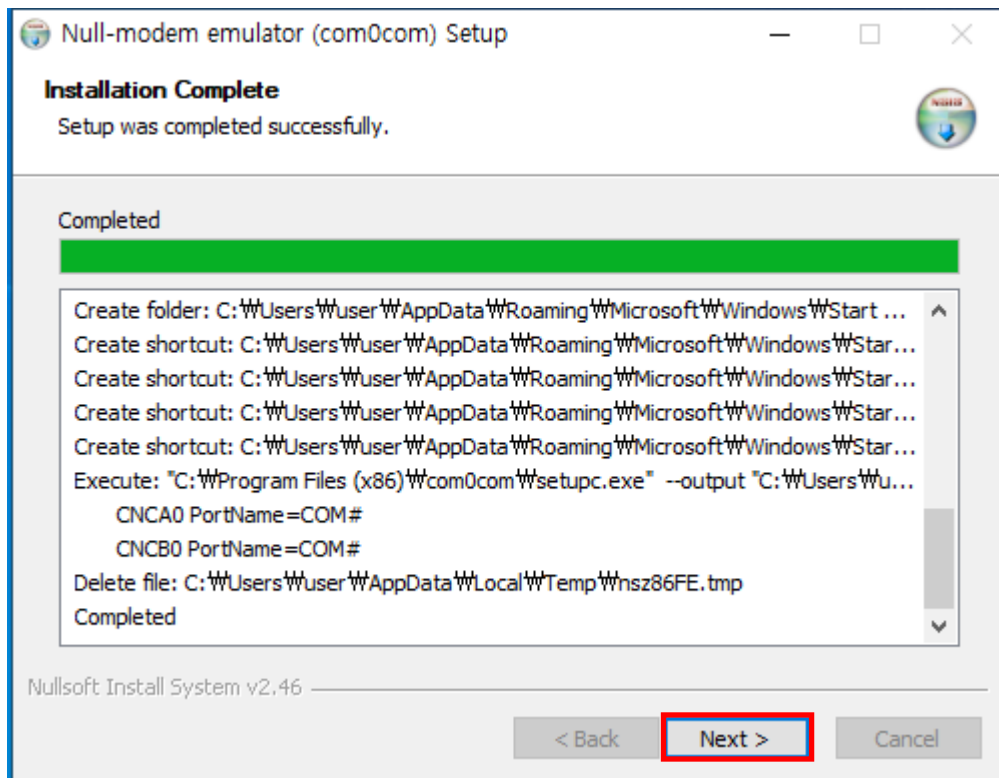 Null-modem emulator (com0com) Setup
Installation Complete
Setup was completed successfully.
Completed
Create folder: C:₩Users₩user₩AppData₩Roaming₩Microsoft₩Windows₩Start ...
Create shortcut: C:₩Users₩user₩AppData₩Roaming₩Microsoft₩Windows₩Star...
Create shortcut: C:₩Users₩user₩AppData₩Roaming₩Microsoft₩Windows₩Star...
Create shortcut: C:₩Users₩user₩AppData₩Roaming₩Microsoft₩Windows₩Star...
Create shortcut: C:₩Users₩user₩AppData₩Roaming₩Microsoft₩Windows₩Star...
Execute: "C:₩Program Files (x86)₩com0com₩setupc.exe"  --output "C:₩Users₩u...
CNCA0 PortName=COM#
CNCB0 PortName=COM#
Delete file: C:₩Users₩user₩AppData₩Local₩Temp₩nsz86FE.tmp
Completed
Nullsoft Install System v2.46
< Back
Next >
Cancel